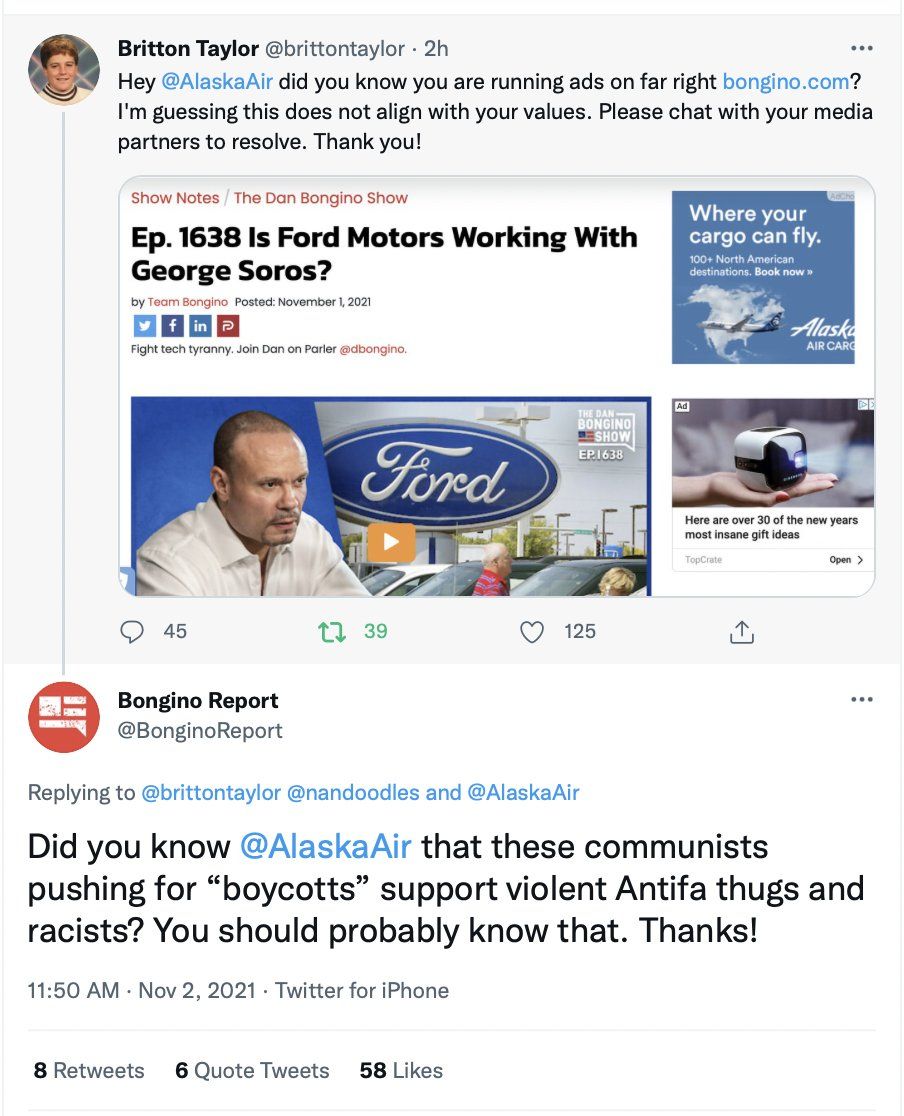 Britton Taylor @brittontaylor · 2h
Hey @AlaskaAir did you know you are running ads on far right bongino.com?
I'm guessing this does not align with your values. Please chat with your media
partners to resolve. Thank you!
Show Notes / The Dan Bongino Show
Ep. 1638 Is Ford Motors Working With
George Soros?
by Team Bongino Posted: November 1, 2021
Fight tech tyranny. Join Dan on Parler @dbongino.
THE DAN
BONGINO
SHOW
EP.1638
Ford
AdCho
Where your
cargo can fly.
100+ North American
destinations. Book now »
Alaska
AIR CARG
Ad
Here are over 30 of the new years
most insane gift ideas
TopCrate Open >
45 39 125
Bongino Report
@BonginoReport
Replying to @brittontaylor @nandoodles and @AlaskaAir
Did you know @AlaskaAir that these communists
pushing for “boycotts” support violent Antifa thugs and
racists? You should probably know that. Thanks!
11:50 AM · Nov 2, 2021 · Twitter for iPhone
8 Retweets 6 Quote Tweets 58 Likes